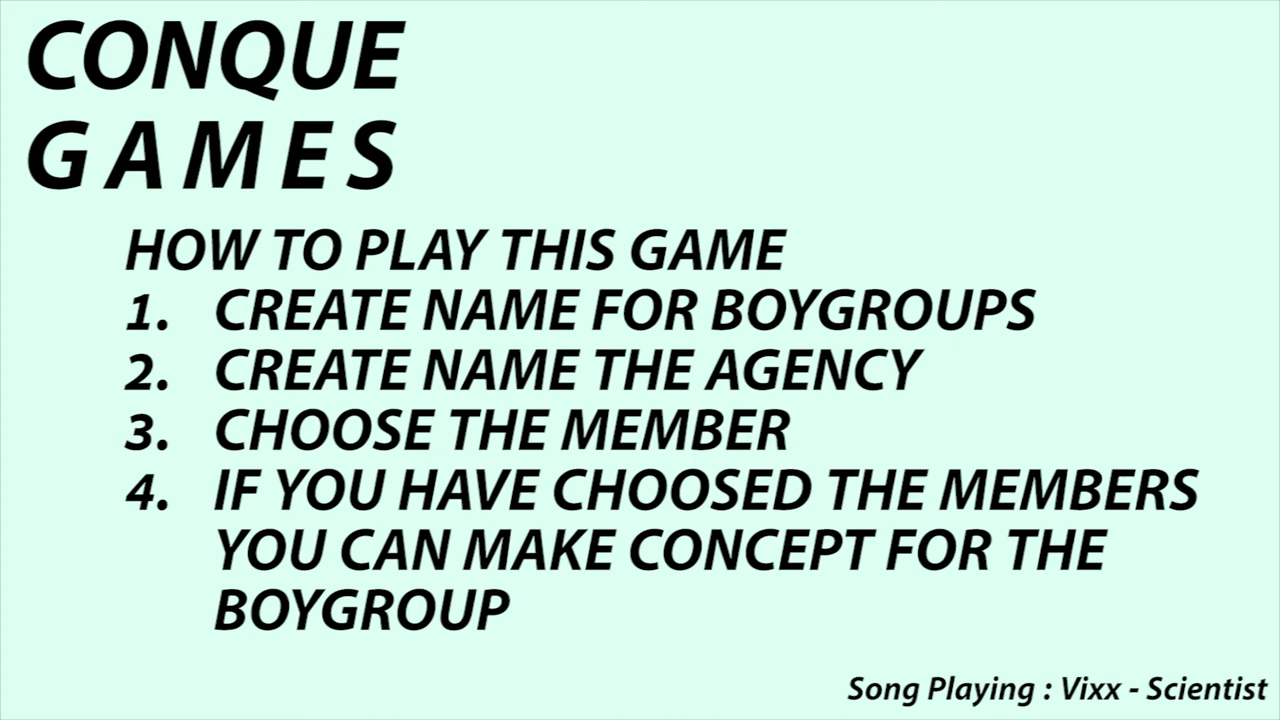 CONQUE
GAMES
HOW TO PLAY THIS GAME
1. CREATE NAME FOR BOYGROUPS
2. CREATE NAME THE AGENCY
3. CHOOSE THE MEMBER
4. IF YOU HAVE CHOOSED THE MEMBERS
YOU CAN MAKE CONCEPT FOR THE
BOYGROUP
Song Playing : Vixx - Scientist